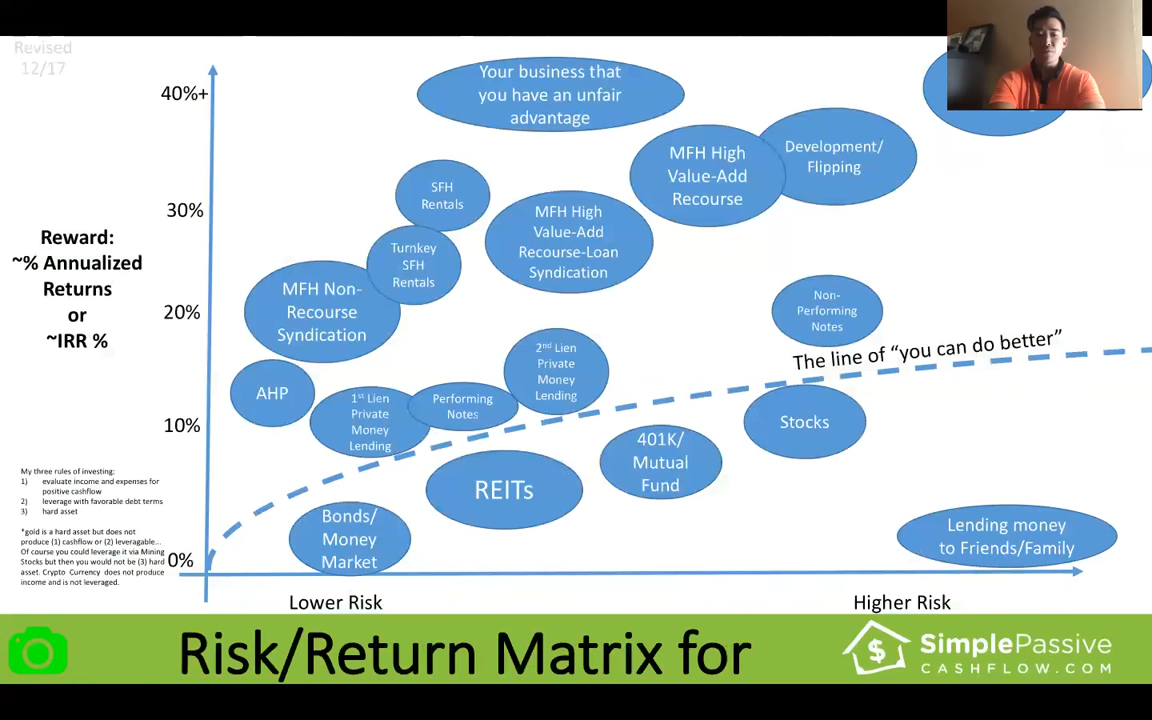 Revised
12/17
40%+
30%
20%
10%
0%
Reward:
~% Annualized
Returns
or
~IRR %
Your business that
you have an unfair
advantage
MFH High
Value-Add
Recourse
Development/
Flipping
SFH
Rentals
MFH High
Value-Add
Recourse-Loan
Syndication
Turnkey
SFH
Rentals
MFH Non-
Recourse
Syndication
Non-
Performing
Notes
The line of “you can do better”
2nd Lien
Private
Money
Lending
AHP
1st Lien
Private
Money
Lending
Performing
Notes
Stocks
401K/
Mutual
Fund
REITs
Bonds/
Money
Market
Lending money
to Friends/Family
My three rules of investing:
1) evaluate income and expenses for
positive cashflow
2) leverage with favorable debt terms
3) hard asset
*gold is a hard asset but does not
produce (1) cashflow or (2) leveragable...
Of course you could leverage it via Mining
Stocks but then you would not be (3) hard
asset. Crypto Currency does not produce
income and is not leveraged.
Lower Risk
Higher Risk
Risk/Return Matrix for
$
SimplePassive
CASHFLOW.COM